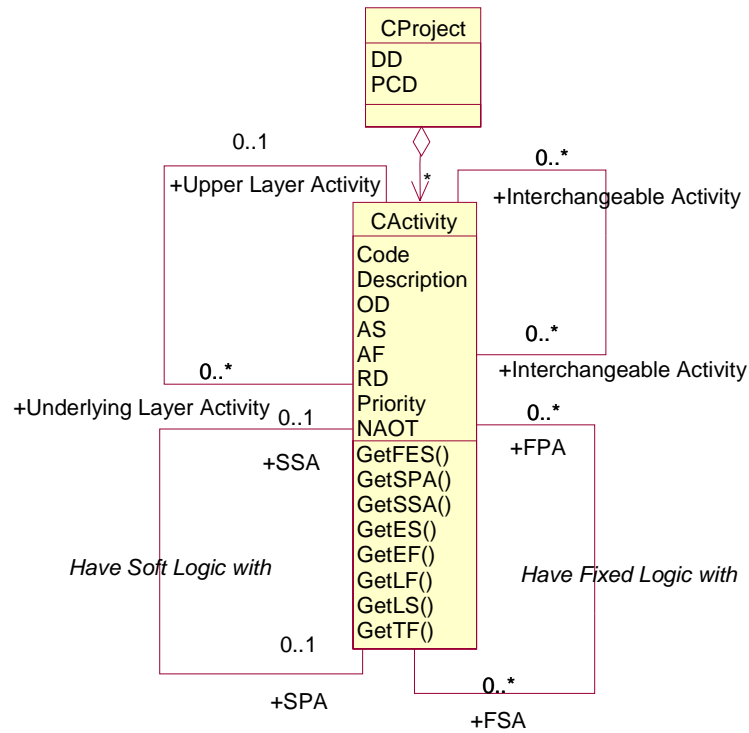 CProject
DD
PCD
0..1
0..*
+Upper Layer Activity
*
+Interchangeable Activity
CActivity
Code
Description
OD
AS
AF
RD
Priority
NAOT
0..*
0..*
+Interchangeable Activity
+Underlying Layer Activity
0..1
0..*
+SSA
+FPA
GetFES()
GetSPA()
GetSSA()
GetES()
GetEF()
GetLF()
GetLS()
GetTF()
Have Soft Logic with
Have Fixed Logic with
0..1
0..*
+SPA
+FSA